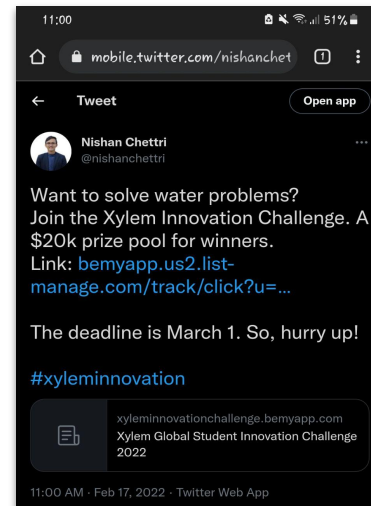 11:00
51%
mobile.twitter.com/nishanchet
1
Tweet
Open app
Nishan Chettri
@nishanchettri
Want to solve water problems?
Join the Xylem Innovation Challenge. A
$20k prize pool for winners.
Link: bemyapp.us2.list-
manage.com/track/click?u=...
The deadline is March 1. So, hurry up!
#xyleminnovation
xyleminnovationchallenge.bemyapp.com
Xylem Global Student Innovation Challenge
2022
11:00 AM · Feb 17, 2022 · Twitter Web App